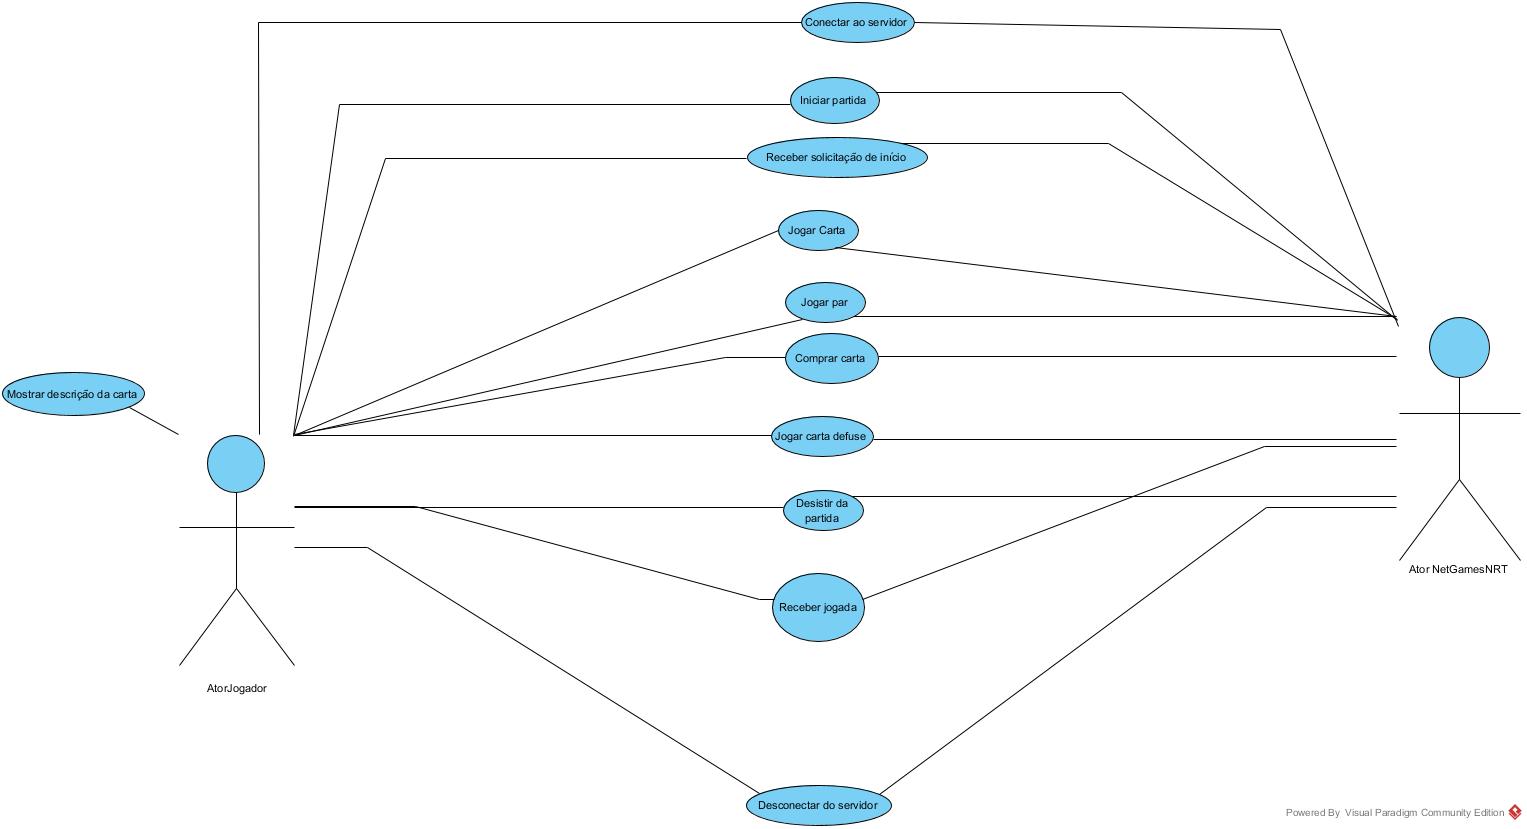 Conectar ao servidor
Iniciar partida
Receber solicitação de início
Jogar Carta
Jogar par
Comprar carta
Mostrar descrição da carta
Jogar carta defuse
Desistir da
partida
Ator NetGamesNRT
Receber jogada
AtorJogador
Desconectar do servidor
Powered By Visual Paradigm Community Edition